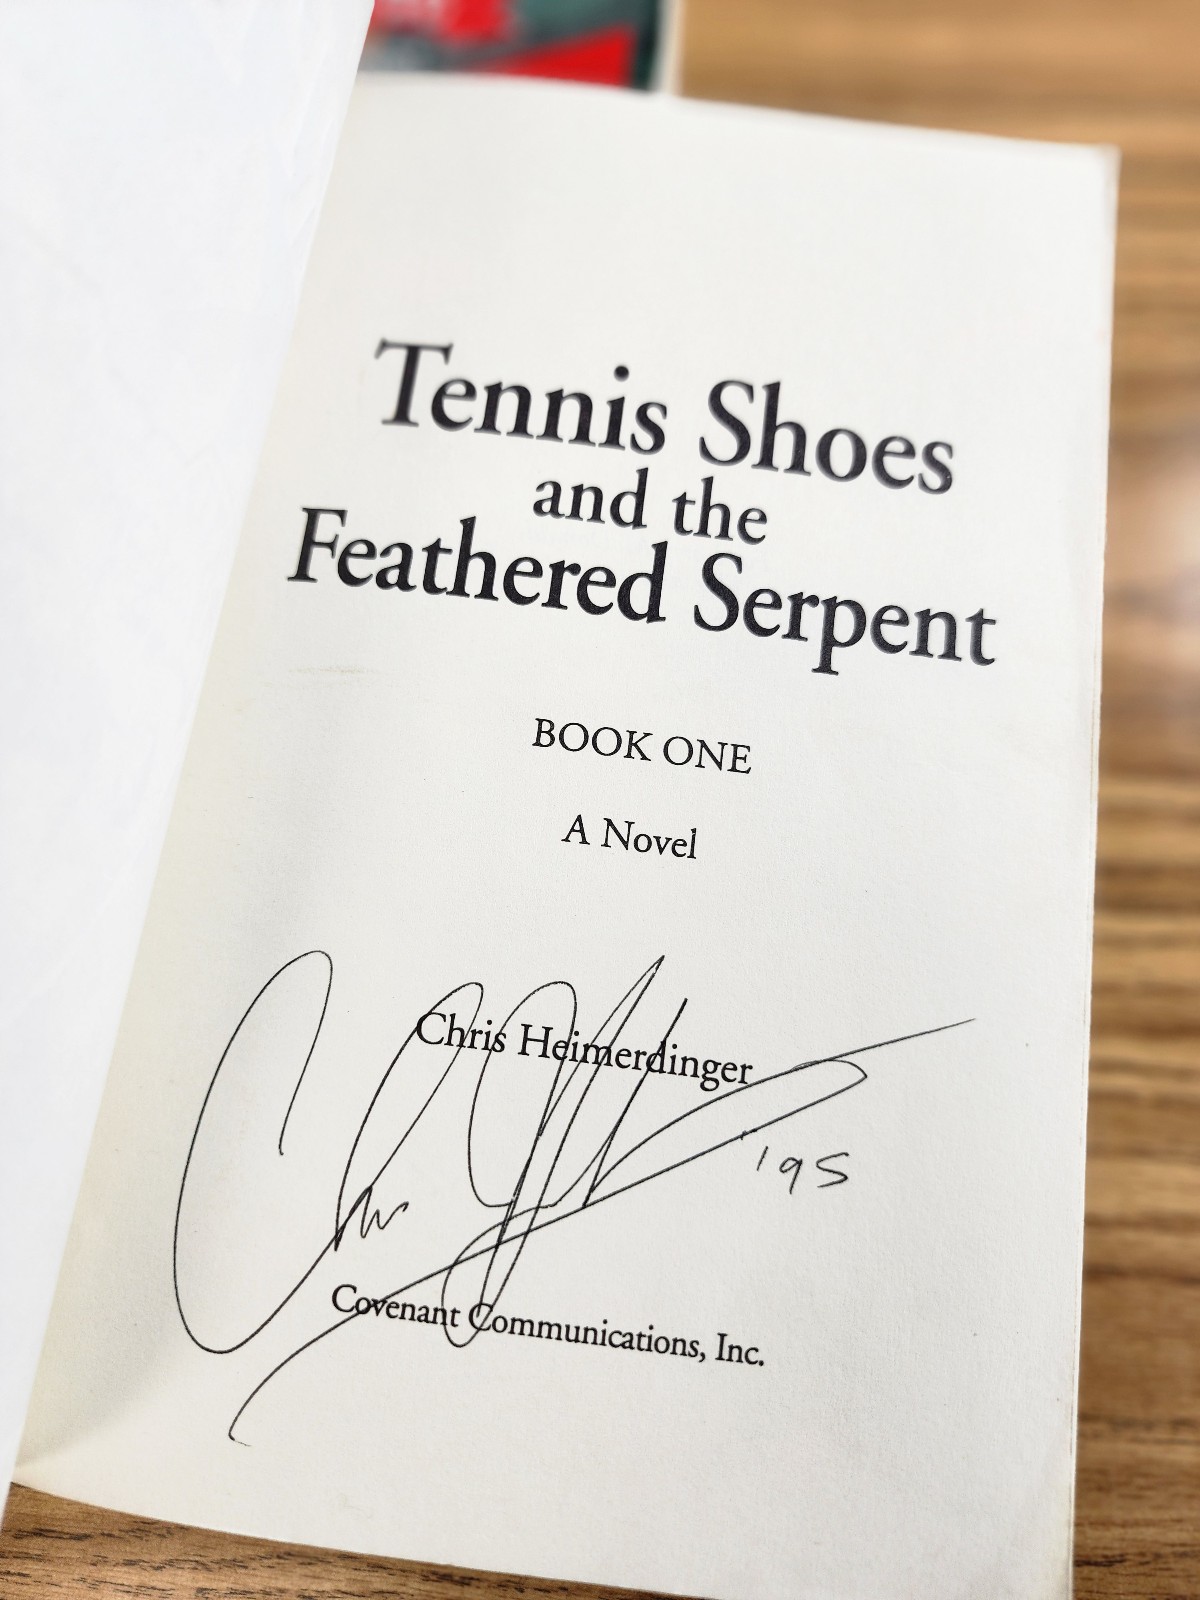 Tennis Shoes
and the
Feathered Serpent
BOOK ONE
A Novel
Chris Heimerdinger
'95
Covenant Communications, Inc.